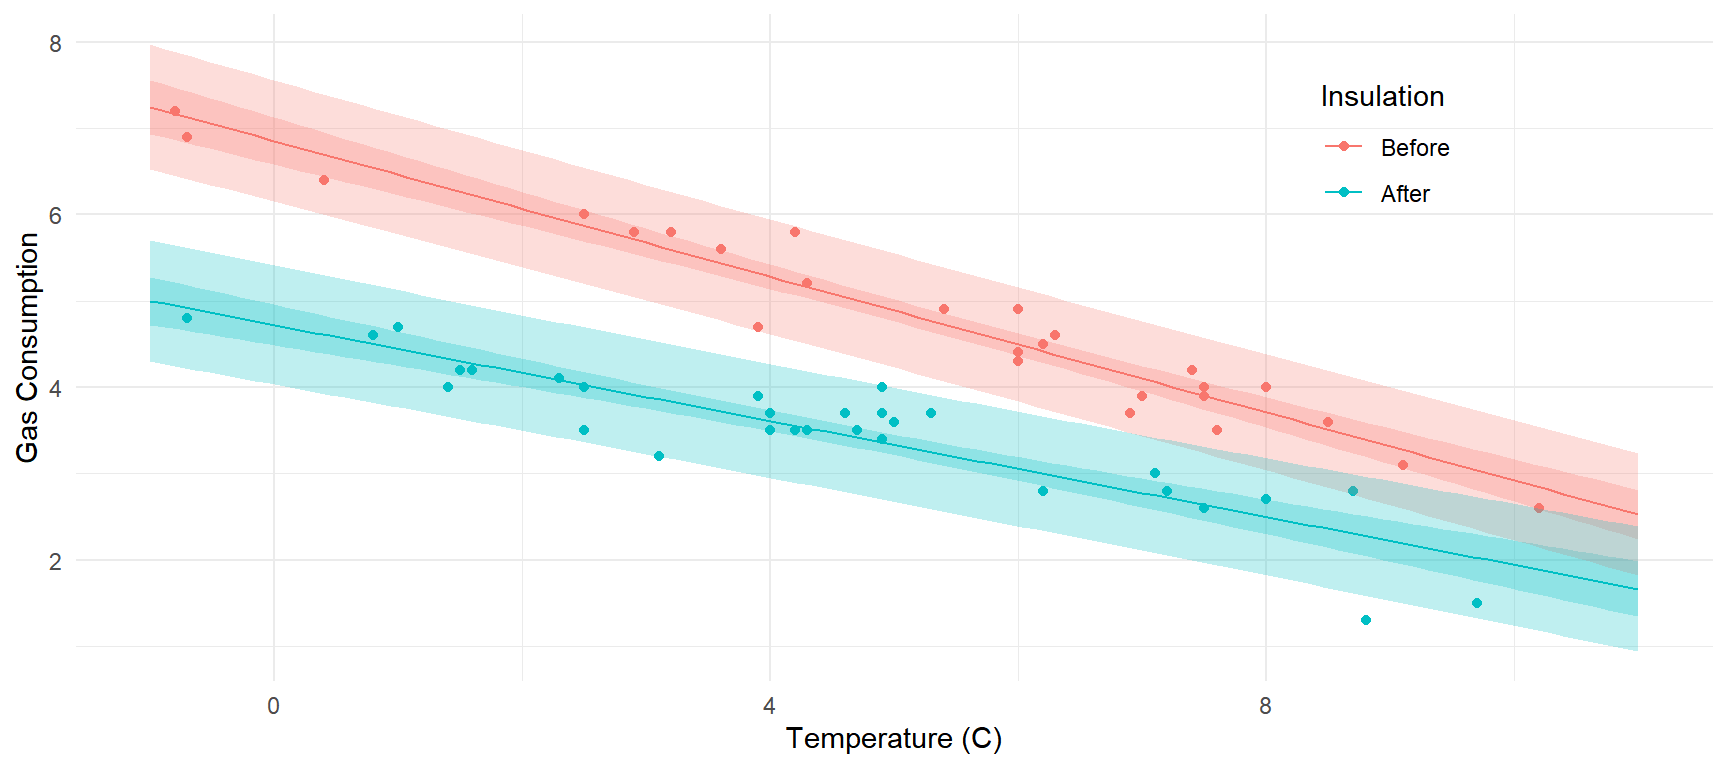 8
6
4
2
Gas Consumption
Insulation
Before
After
0
4
8
Temperature (C)